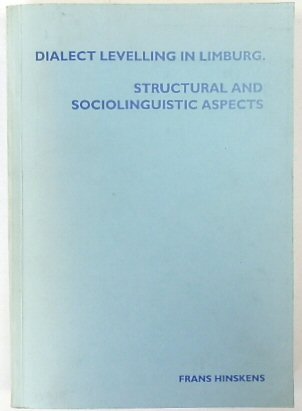 DIALECT LEVELLING IN LIMBURG.
STRUCTURAL AND
SOCIOLINGUISTIC ASPECTS
FRANS HINSKENS